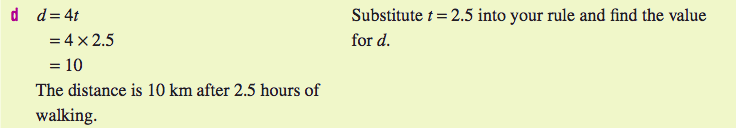 d d = 4t Substitute t = 2.5 into your rule and find the value
= 4 × 2.5 for d.
= 10
The distance is 10 km after 2.5 hours of
walking.